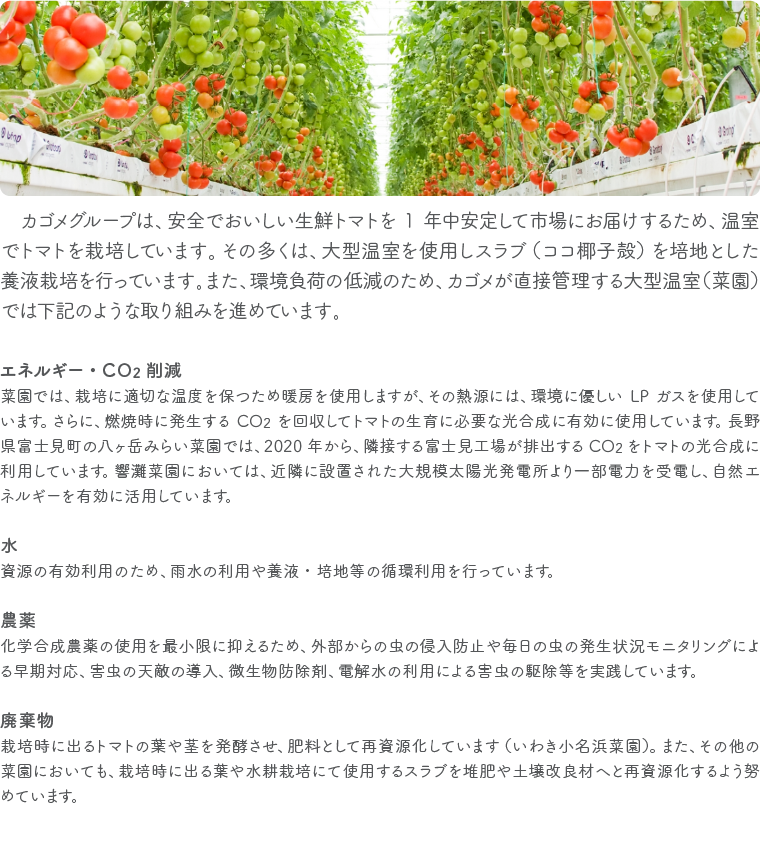 カゴメグループは、安全でおいしい生鮮トマトを 1 年中安定して市場にお届けするため、温室
でトマトを栽培しています。その多くは、大型温室を使用しスラブ（ココ椰子殻）を培地とした
養液栽培を行っています。また、環境負荷の低減のため、カゴメが直接管理する大型温室（菜園）
では下記のような取り組みを進めています。
エネルギー・CO2 削減
菜園では、栽培に適切な温度を保つため暖房を使用しますが、その熱源には、環境に優しい LP ガスを使用して
います。さらに、燃焼時に発生する CO2 を回収してトマトの生育に必要な光合成に有効に使用しています。長野
県富士見町の八ヶ岳みらい菜園では、2020 年から、隣接する富士見工場が排出する CO2 をトマトの光合成に
利用しています。響灘菜園においては、近隣に設置された大規模太陽光発電所より一部電力を受電し、自然エ
ネルギーを有効に活用しています。
水
資源の有効利用のため、雨水の利用や養液・培地等の循環利用を行っています。
農薬
化学合成農薬の使用を最小限に抑えるため、外部からの虫の侵入防止や毎日の虫の発生状況モニタリングによ
る早期対応、害虫の天敵の導入、微生物防除剤、電解水の利用による害虫の駆除等を実践しています。
廃棄物
栽培時に出るトマトの葉や茎を発酵させ、肥料として再資源化しています（いわき小名浜菜園）。また、その他の
菜園においても、栽培時に出る葉や水耕栽培にて使用するスラブを堆肥や土壌改良材へと再資源化するよう努
めています。